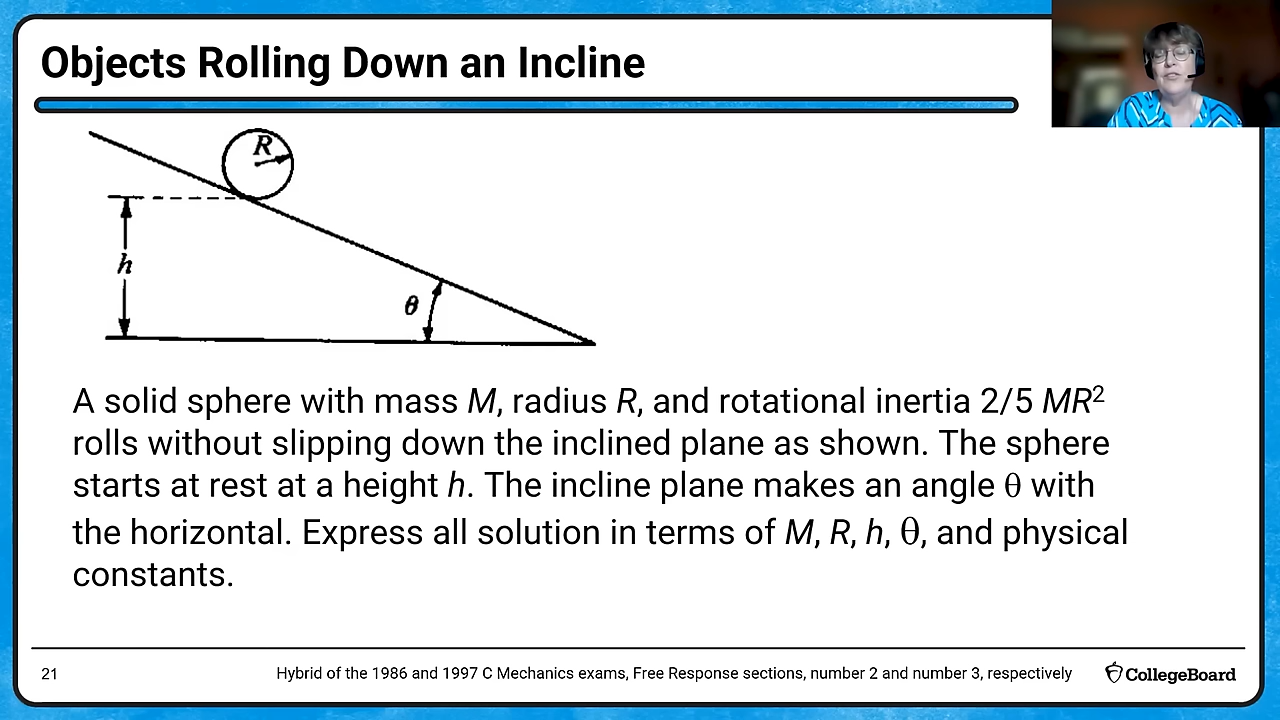 Objects Rolling Down an Incline
R
h
θ
A solid sphere with mass M, radius R, and rotational inertia 2/5 MR²
rolls without slipping down the inclined plane as shown. The sphere
starts at rest at a height h. The incline plane makes an angle θ with
the horizontal. Express all solution in terms of M, R, h, θ, and physical
constants.
21
Hybrid of the 1986 and 1997 C Mechanics exams, Free Response sections, number 2 and number 3, respectively
CollegeBoard